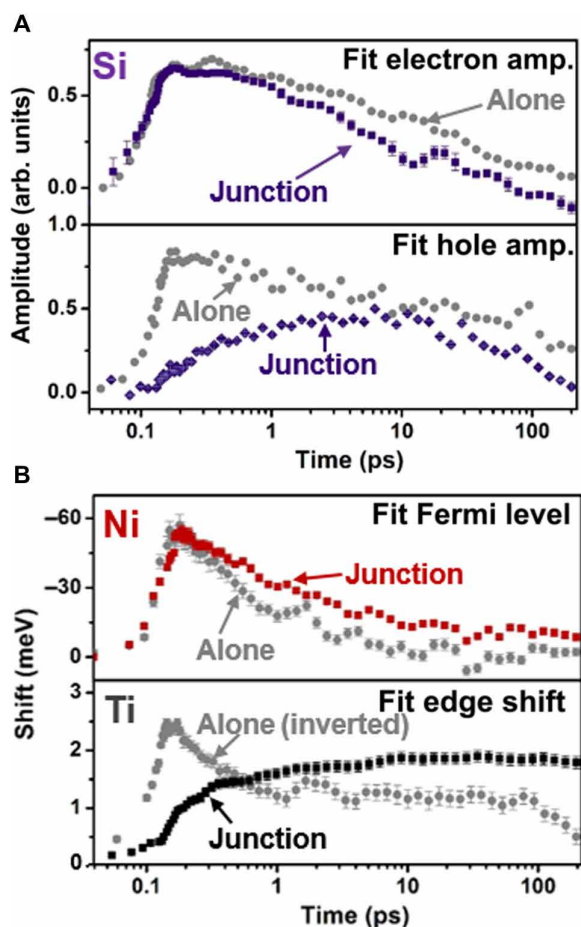 A
Si
Fit electron amp.
Alone
Junction
0.5
0.0
Amplitude (arb. units)
1.0
Fit hole amp.
Alone
Junction
0.5
0.0
0.1 1 10 100
Time (ps)
B
Ni
Fit Fermi level
–60
Junction
–30
Alone
0
Shift (meV)
3
Ti
Fit edge shift
Alone (inverted)
2
1
Junction
0
0.1 1 10 100
Time (ps)